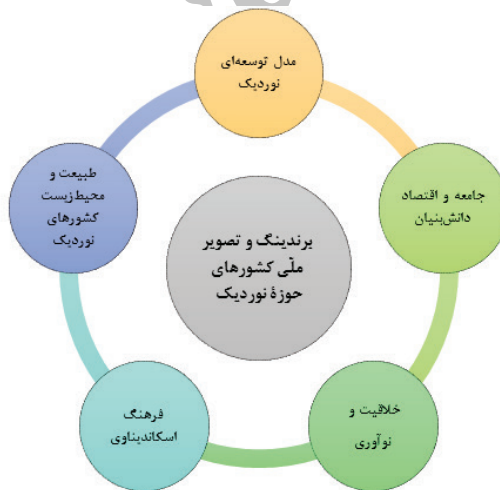 مدل توسعه‌ای
نوردیک
جامعه و اقتصاد
دانش‌بنیان
خلاقیت و
نوآوری
فرهنگ
اسکاندیناوی
طبیعت و
محیط‌زیست
کشورهای
نوردیک
برندینگ و تصویر
ملّی کشورهای
حوزهٔ نوردیک